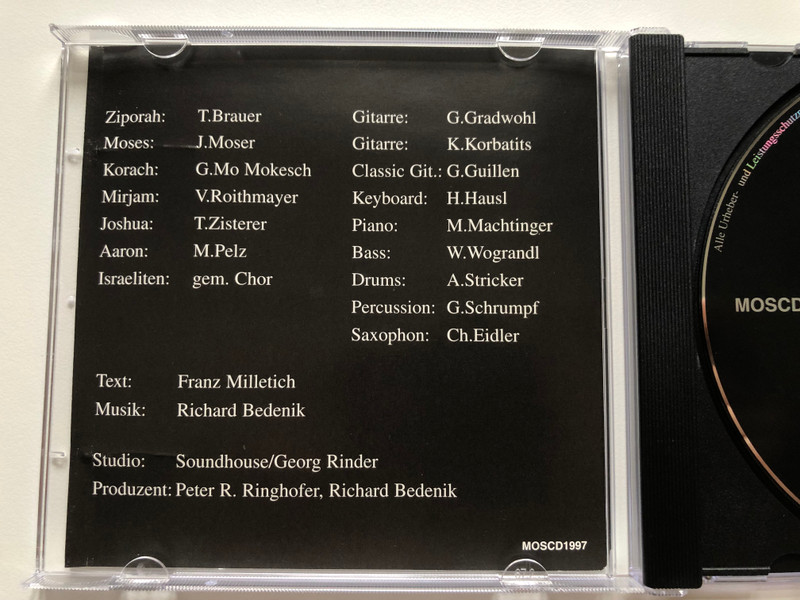 Ziporah: T.Brauer
Moses: J.Moser
Korach: G.Mo Mokesch
Mirjam: V.Roithmayer
Joshua: T.Zisterer
Aaron: M.Pelz
Israeliten: gem. Chor
Gitarre: G.Gradwohl
Gitarre: K.Korbatits
Classic Git.: G.Guillen
Keyboard: H.Hausl
Piano: M.Machtinger
Bass: W.Wograndl
Drums: A.Stricker
Percussion: G.Schrumpf
Saxophon: Ch.Eidler
Text: Franz Milletich
Musik: Richard Bedenik
Studio: Soundhouse/Georg Rinder
Produzent: Peter R. Ringhofer, Richard Bedenik
MOSCD1997
Alle Urheber- und Leistungsschutz
MOSCD